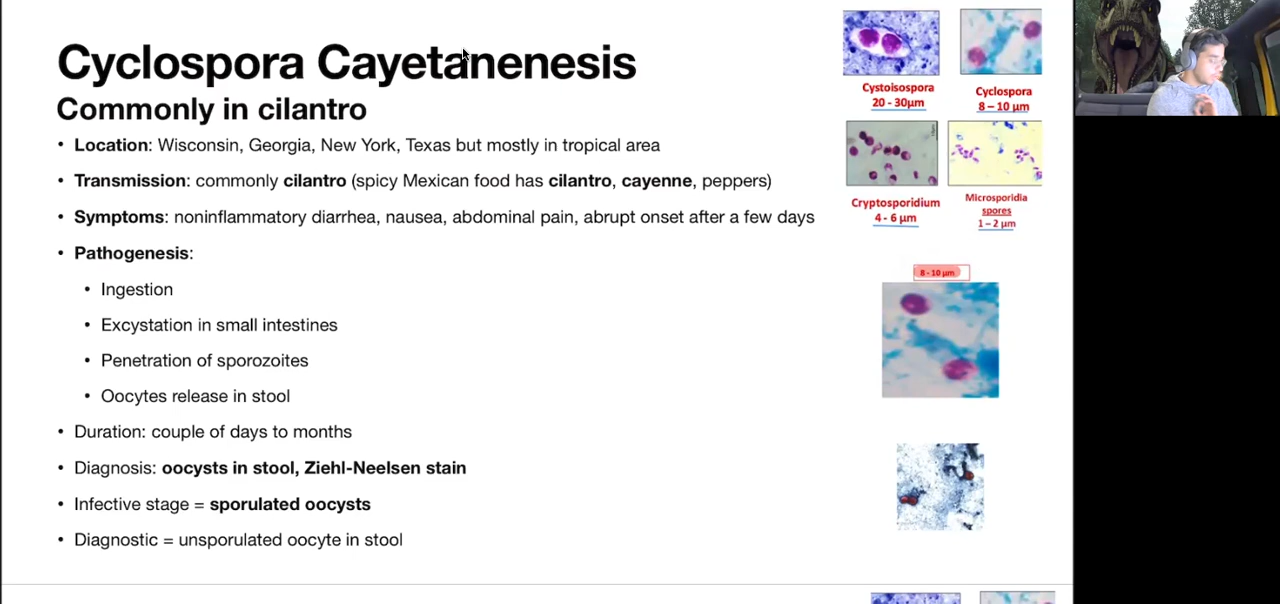 Cyclospora Cayetanenesis
Commonly in cilantro
• Location: Wisconsin, Georgia, New York, Texas but mostly in tropical area
• Transmission: commonly cilantro (spicy Mexican food has cilantro, cayenne, peppers)
• Symptoms: noninflammatory diarrhea, nausea, abdominal pain, abrupt onset after a few days
• Pathogenesis:
• Ingestion
• Excystation in small intestines
• Penetration of sporozoites
• Oocytes release in stool
• Duration: couple of days to months
• Diagnosis: oocysts in stool, Ziehl-Neelsen stain
• Infective stage = sporulated oocysts
• Diagnostic = unsporulated oocyte in stool
Cystoisospora
20 - 30µm
Cyclospora
8 – 10 µm
Cryptosporidium
4 - 6 µm
Microsporidia
spores
1 – 2 µm
8 - 10 µm